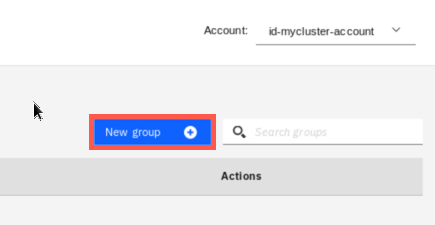 Account: id-mycluster-account
New group Search groups
Actions